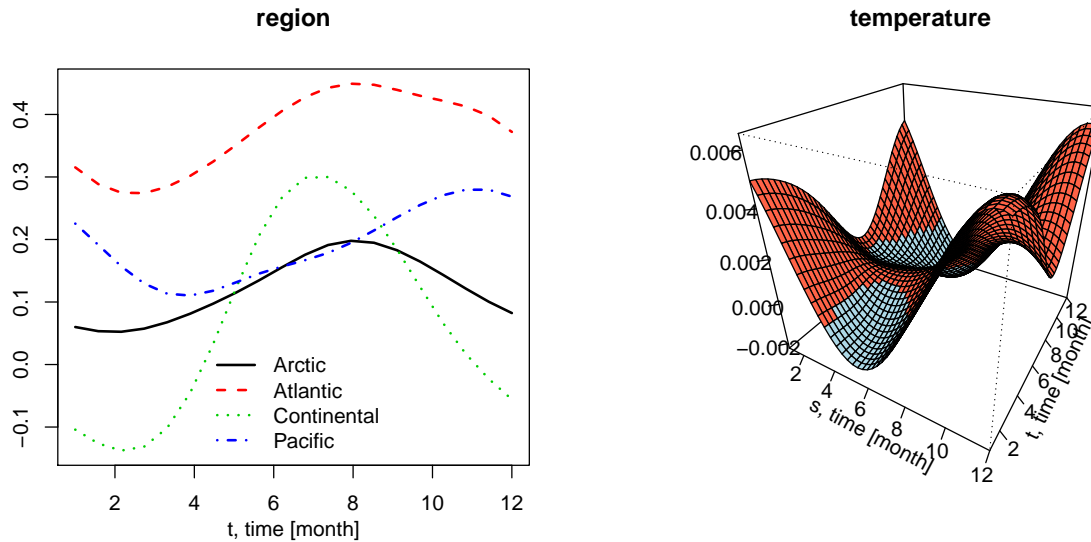 region
0.4
0.3
0.2
0.1
0.0
−0.1
Arctic
Atlantic
Continental
Pacific
2 4 6 8 10 12
t, time [month]
temperature
0.006
0.004
0.002
0.000
−0.002
2 4 6 8 10 12
s, time [month]
2 4 6 8 10 12
t, time [month]